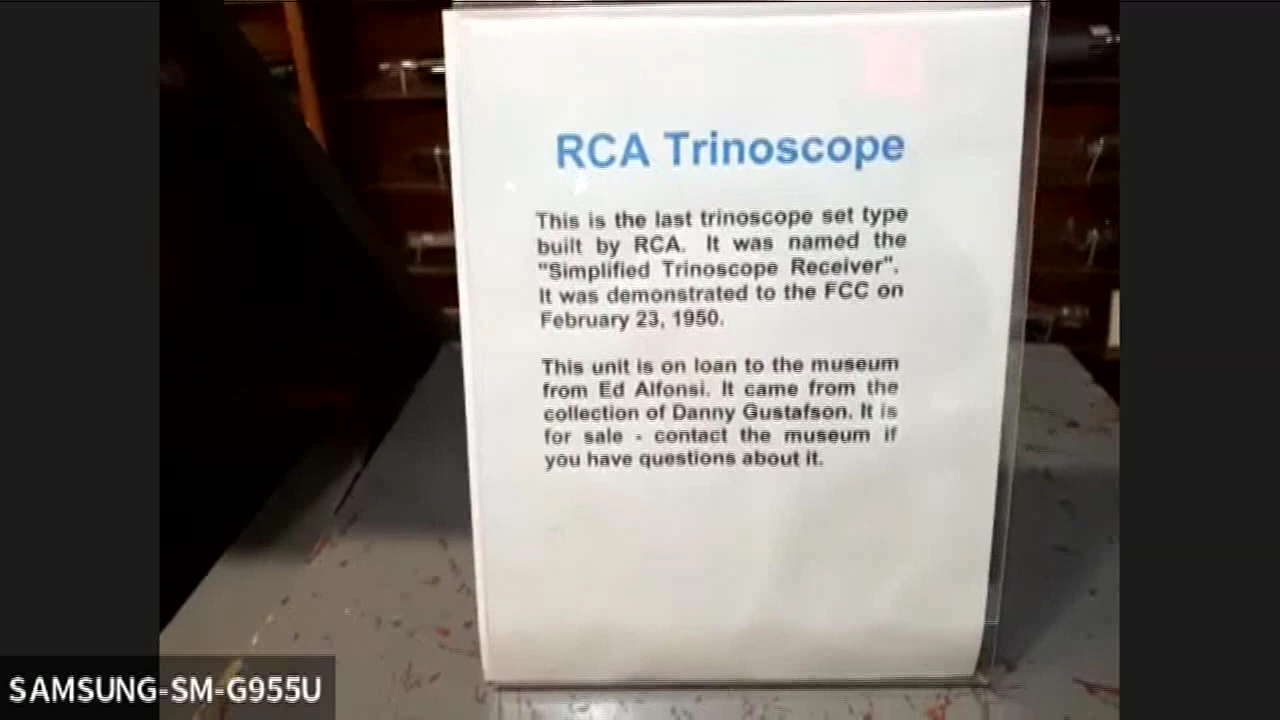 RCA Trinoscope
This is the last trinoscope set type
built by RCA. It was named the
"Simplified Trinoscope Receiver".
It was demonstrated to the FCC on
February 23, 1950.
This unit is on loan to the museum
from Ed Alfonsi. It came from the
collection of Danny Gustafson. It is
for sale - contact the museum if
you have questions about it.
SAMSUNG-SM-G955U